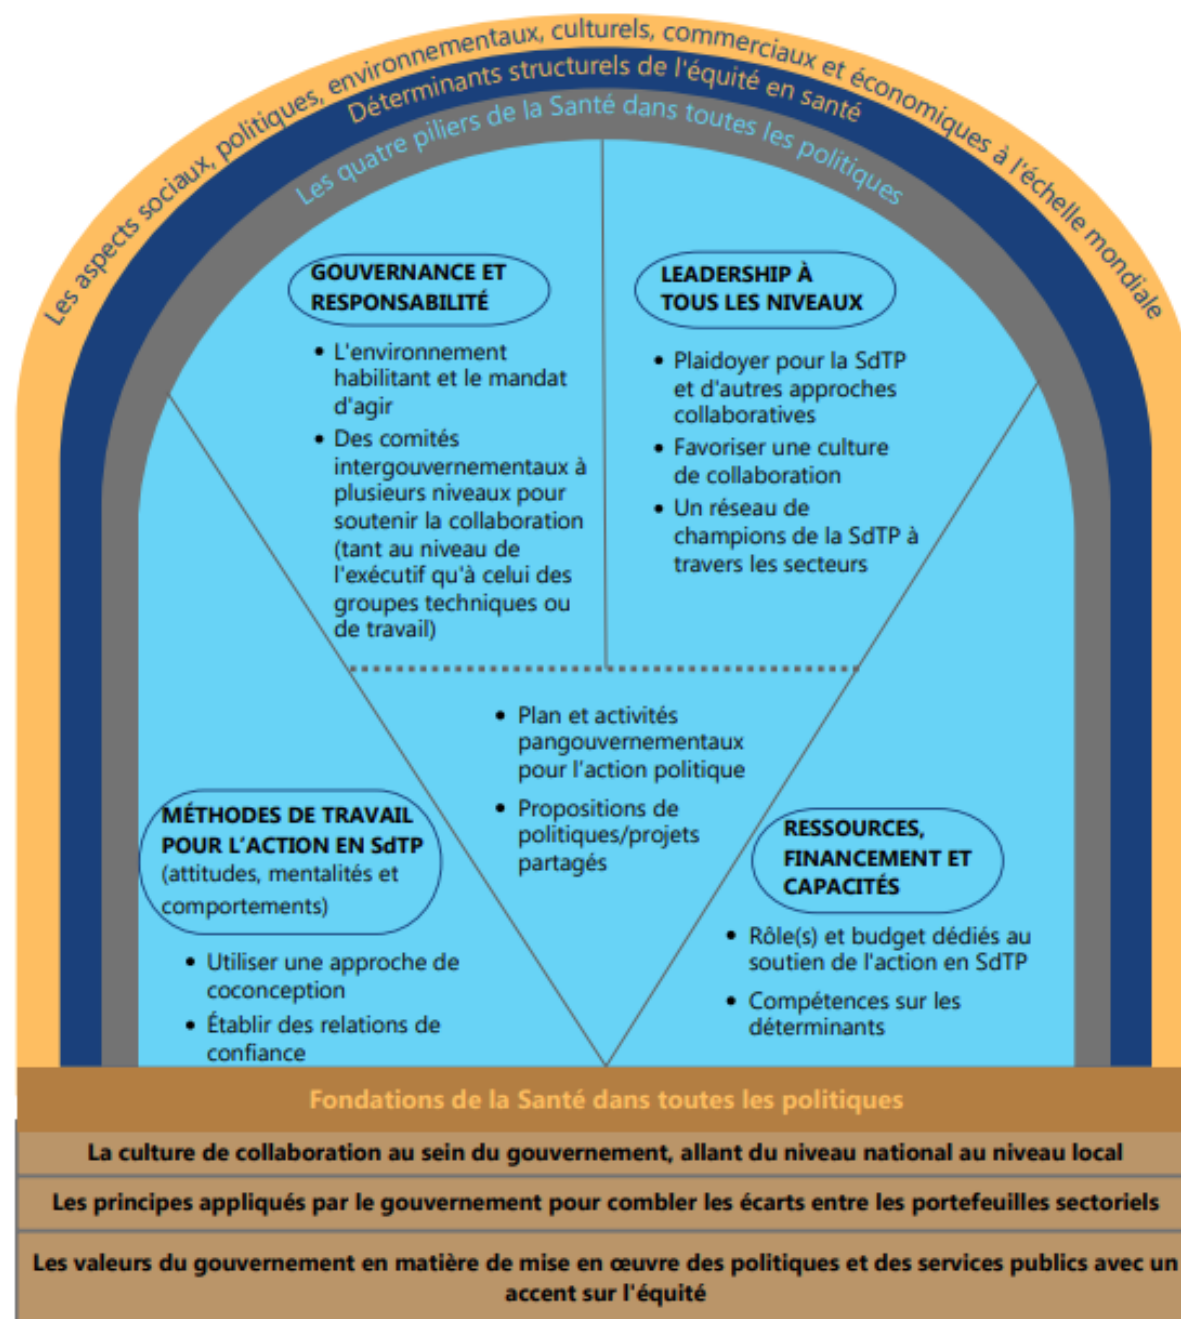 Les aspects sociaux, politiques, environnementaux, culturels, commerciaux et économiques à l'échelle mondiale
Déterminants structurels de l'équité en santé
Les quatre piliers de la Santé dans toutes les politiques
GOUVERNANCE ET
RESPONSABILITÉ
• L'environnement
habilitant et le mandat
d'agir
• Des comités
intergouvernementaux à
plusieurs niveaux pour
soutenir la collaboration
(tant au niveau de
l'exécutif qu'à celui des
groupes techniques ou
de travail)
LEADERSHIP À
TOUS LES NIVEAUX
• Plaidoyer pour la SdTP
et d'autres approches
collaboratives
• Favoriser une culture
de collaboration
• Un réseau de
champions de la SdTP à
travers les secteurs
• Plan et activités
pangouvernementaux
pour l'action politique
• Propositions de
politiques/projets
partagés
MÉTHODES DE TRAVAIL
POUR L'ACTION EN SdTP
(attitudes, mentalités et
comportements)
• Utiliser une approche de
coconception
• Établir des relations de
confiance
RESSOURCES,
FINANCEMENT ET
CAPACITÉS
• Rôle(s) et budget dédiés au
soutien de l'action en SdTP
• Compétences sur les
déterminants
Fondations de la Santé dans toutes les politiques
La culture de collaboration au sein du gouvernement, allant du niveau national au niveau local
Les principes appliqués par le gouvernement pour combler les écarts entre les portefeuilles sectoriels
Les valeurs du gouvernement en matière de mise en œuvre des politiques et des services publics avec un
accent sur l'équité